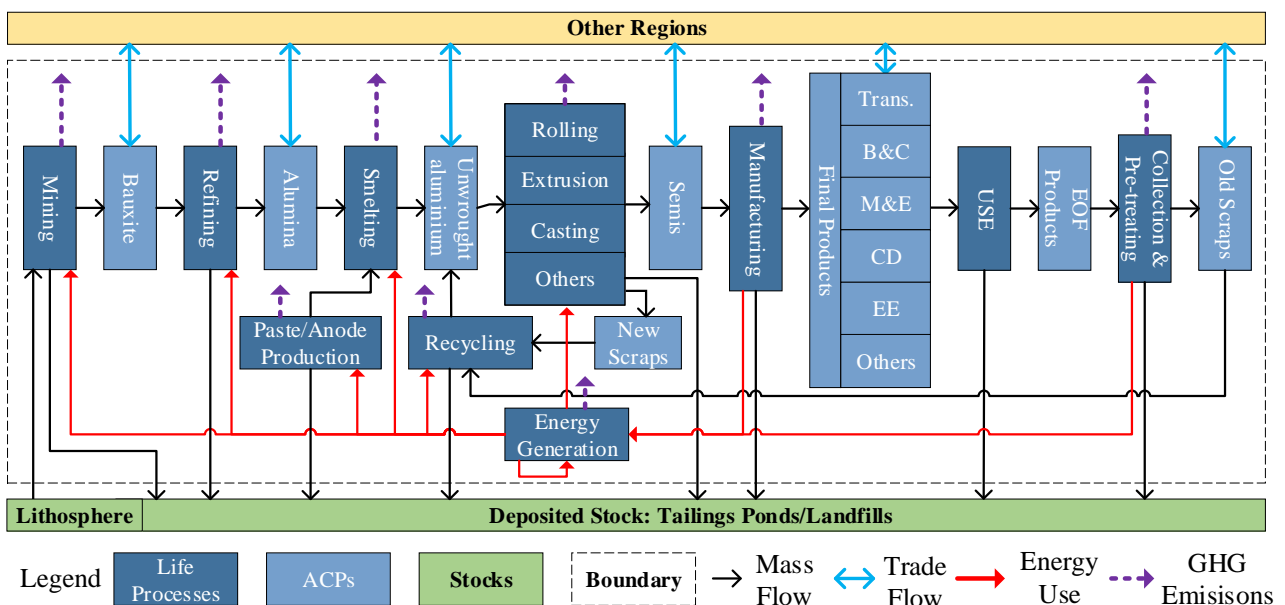 Other Regions
Mining
Bauxite
Refining
Alumina
Smelting
Unwrought
aluminium
Rolling
Extrusion
Casting
Others
Semis
Manufacturing
Final Products
Trans.
B&C
M&E
CD
EE
Others
USE
EOF
Products
Collection &
Pre-treating
Old Scraps
Paste/Anode
Production
Recycling
New
Scraps
Energy
Generation
Lithosphere
Deposited Stock: Tailings Ponds/Landfills
Legend
Life
Processes
ACPs
Stocks
Boundary
Mass
Flow
Trade
Flow
Energy
Use
GHG
Emisisons